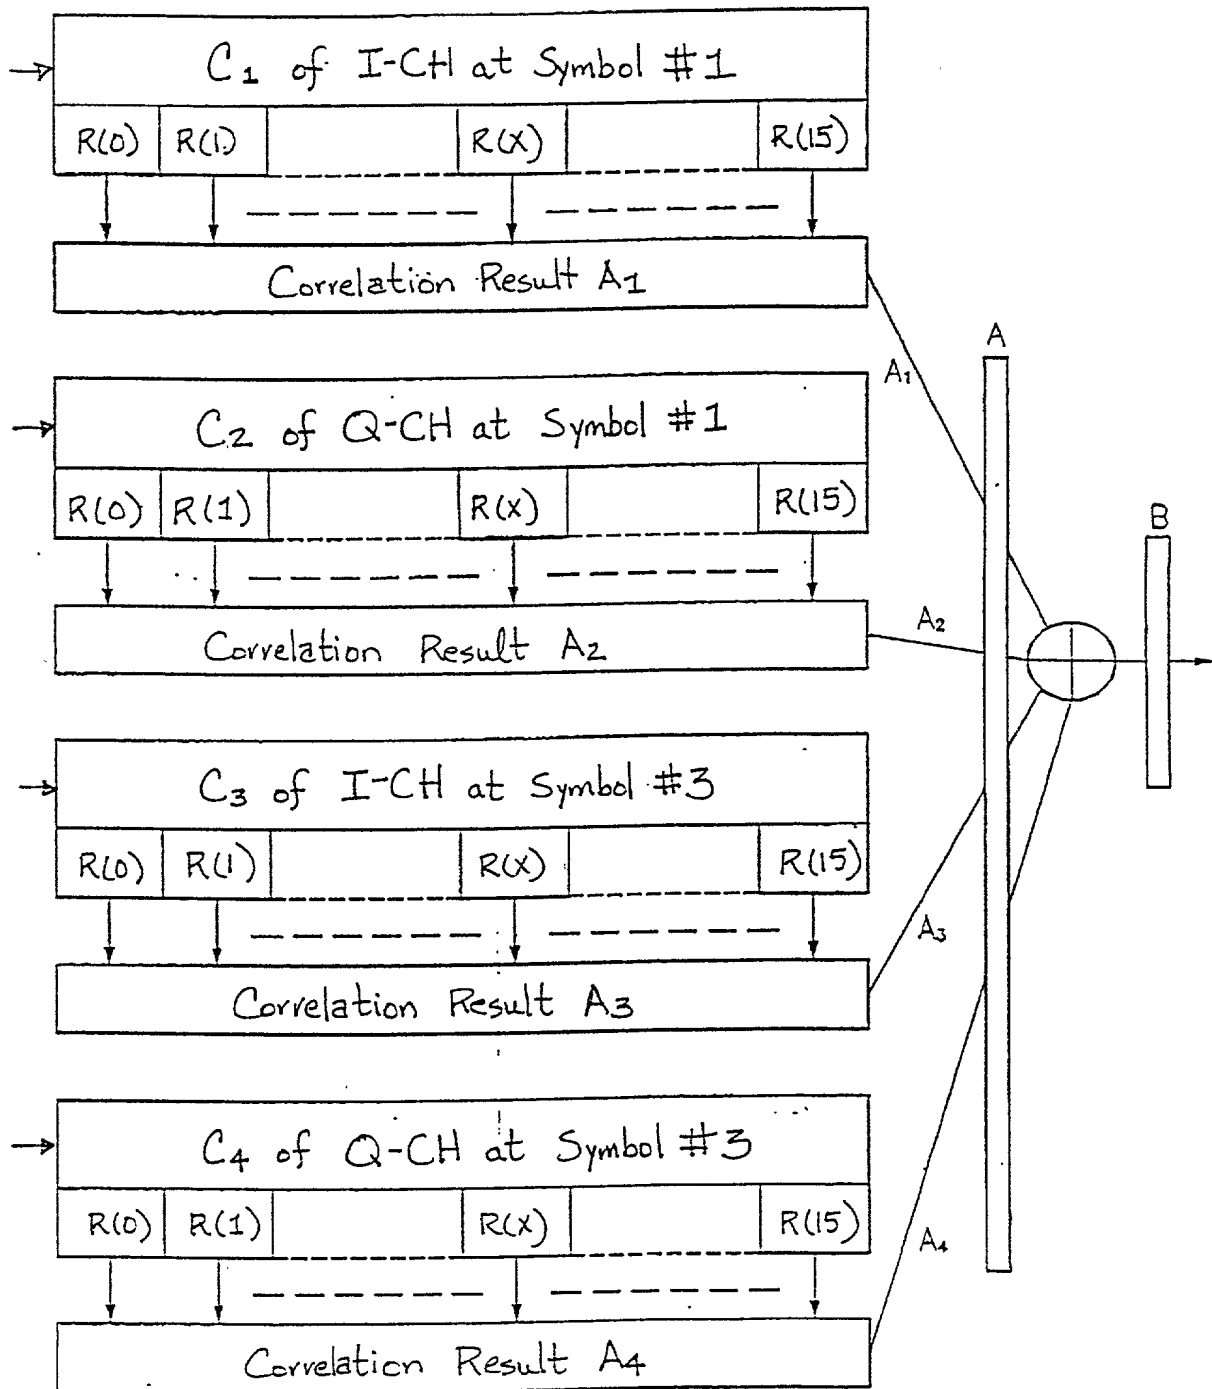 C1 of I-CH at Symbol #1
R(0) R(1) R(X) R(15)
Correlation Result A1
A1
A
C2 of Q-CH at Symbol #1
R(0) R(1) R(X) R(15)
Correlation Result A2
A2
B
C3 of I-CH at Symbol #3
R(0) R(1) R(X) R(15)
Correlation Result A3
A3
C4 of Q-CH at Symbol #3
R(0) R(1) R(X) R(15)
Correlation Result A4
A4